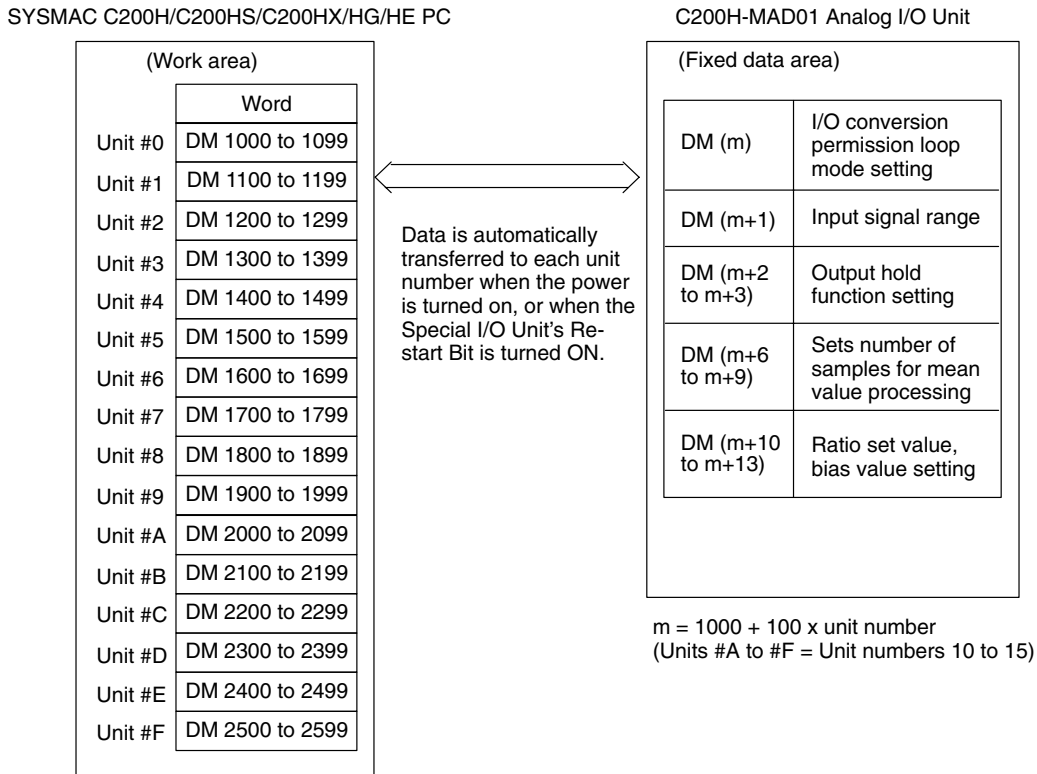 SYSMAC C200H/C200HS/C200HX/HG/HE PC
(Work area)
Word
Unit #0 DM 1000 to 1099
Unit #1 DM 1100 to 1199
Unit #2 DM 1200 to 1299
Unit #3 DM 1300 to 1399
Unit #4 DM 1400 to 1499
Unit #5 DM 1500 to 1599
Unit #6 DM 1600 to 1699
Unit #7 DM 1700 to 1799
Unit #8 DM 1800 to 1899
Unit #9 DM 1900 to 1999
Unit #A DM 2000 to 2099
Unit #B DM 2100 to 2199
Unit #C DM 2200 to 2299
Unit #D DM 2300 to 2399
Unit #E DM 2400 to 2499
Unit #F DM 2500 to 2599
Data is automatically
transferred to each unit
number when the power
is turned on, or when the
Special I/O Unit's Re-
start Bit is turned ON.
C200H-MAD01 Analog I/O Unit
(Fixed data area)
DM (m)
I/O conversion
permission loop
mode setting
DM (m+1)
Input signal range
DM (m+2
to m+3)
Output hold
function setting
DM (m+6
to m+9)
Sets number of
samples for mean
value processing
DM (m+10
to m+13)
Ratio set value,
bias value setting
m = 1000 + 100 x unit number
(Units #A to #F = Unit numbers 10 to 15)